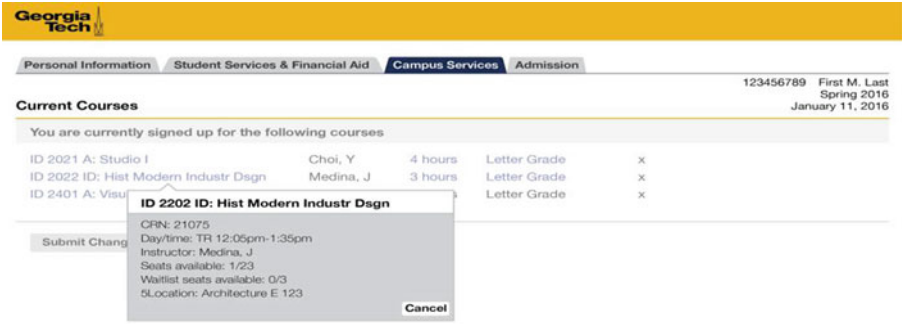 Georgia
Tech
Personal Information Student Services & Financial Aid Campus Services Admission
123456789 First M. Last
Spring 2016
Current Courses January 11, 2016
You are currently signed up for the following courses
ID 2021 A: Studio I Choi, Y 4 hours Letter Grade x
ID 2022 ID: Hist Modern Industr Dsgn Medina, J 3 hours Letter Grade x
ID 2401 A: Visu Letter Grade x
ID 2202 ID: Hist Modern Industr Dsgn
CRN: 21075
Day/time: TR 12:05pm-1:35pm
Submit Chang
Instructor: Medina, J
Seats available: 1/23
Waitlist seats available: 0/3
5Location: Architecture E 123
Cancel